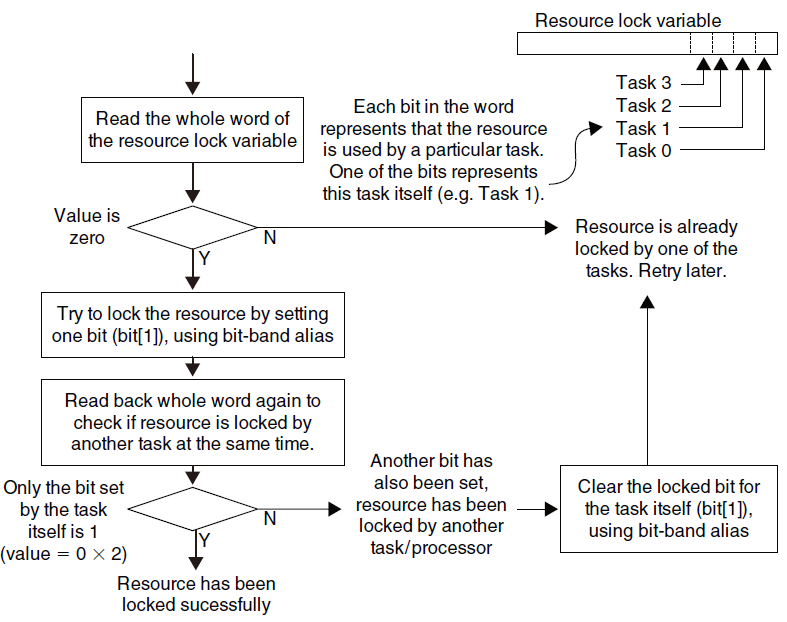 Resource lock variable
Read the whole word of
the resource lock variable
Each bit in the word
represents that the resource
is used by a particular task.
One of the bits represents
this task itself (e.g. Task 1).
Task 3
Task 2
Task 1
Task 0
Value is
zero
N
Y
Resource is already
locked by one of the
tasks. Retry later.
Try to lock the resource by setting
one bit (bit[1]), using bit-band alias
Read back whole word again to
check if resource is locked by
another task at the same time.
Only the bit set
by the task
itself is 1
(value = 0 × 2)
N
Y
Another bit has
also been set,
resource has been
locked by another
task/processor
Clear the locked bit for
the task itself (bit[1]),
using bit-band alias
Resource has been
locked sucessfully